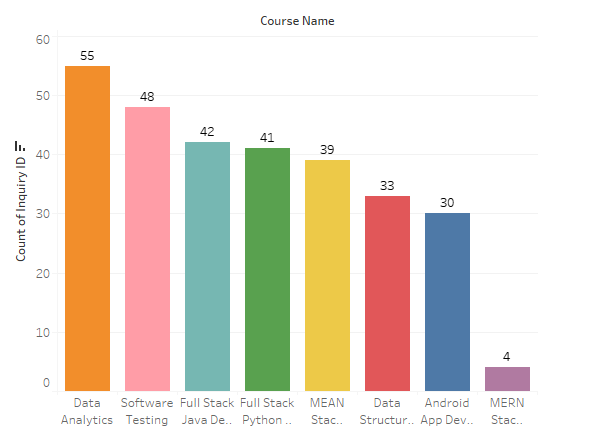 Course Name
Count of Inquiry ID
60
50
40
30
20
10
0
55
48
42
41
39
33
30
4
Data Analytics
Software Testing
Full Stack Java De..
Full Stack Python ..
MEAN Stac..
Data Structur..
Android App Dev..
MERN Stac..